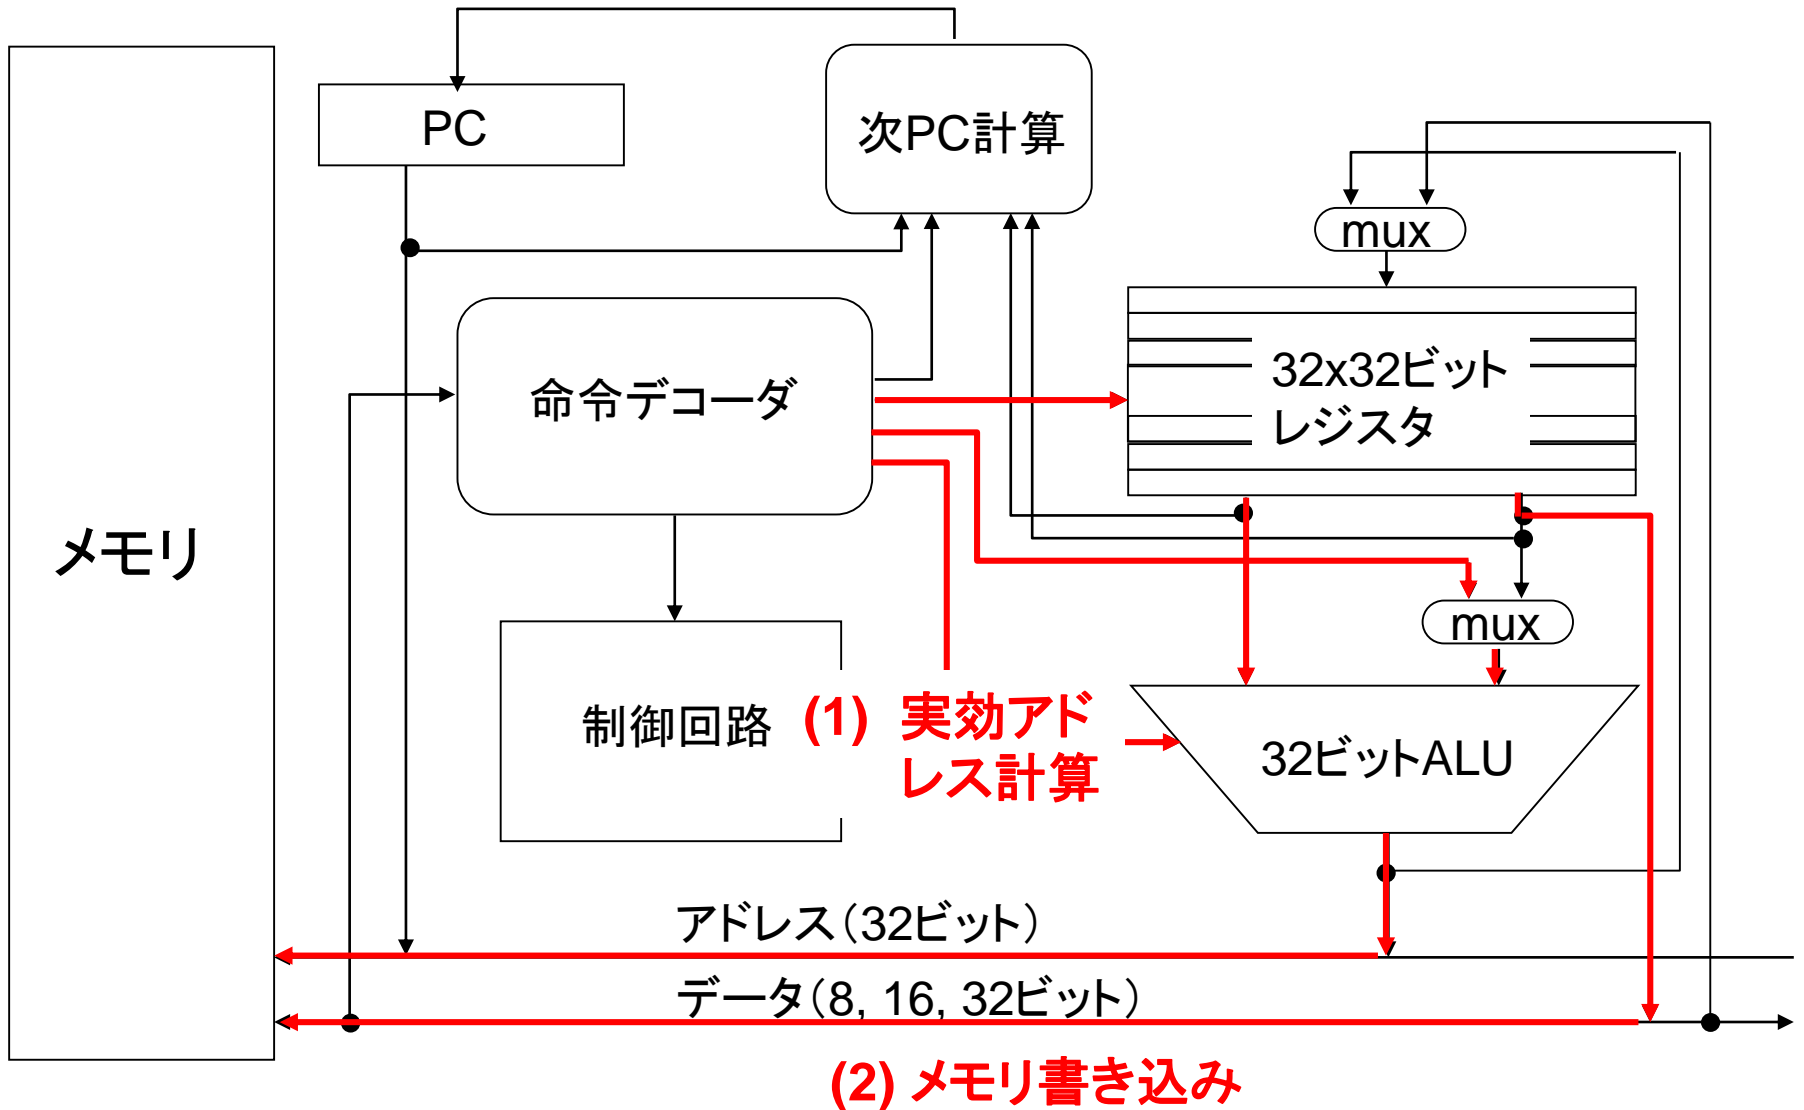 PC
次PC計算
mux
32x32ビット
レジスタ
命令デコーダ
メモリ
mux
制御回路
(1) 実効アド
レス計算
32ビットALU
アドレス（32ビット）
データ（8, 16, 32ビット）
(2) メモリ書き込み